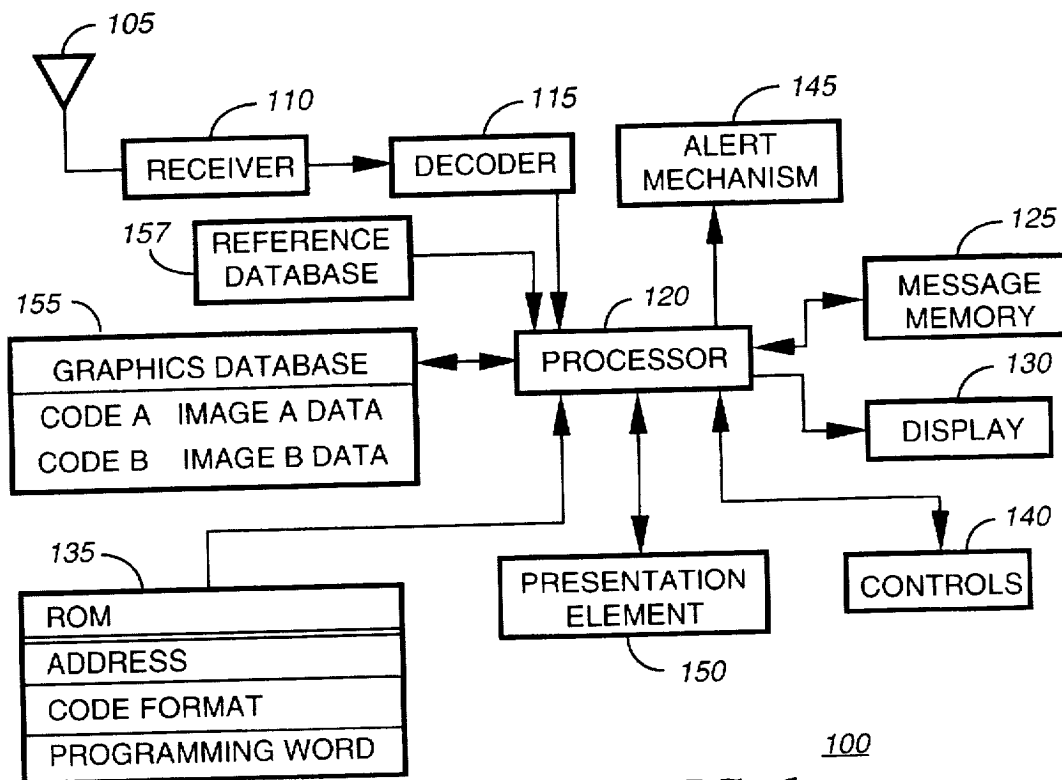 105
110
115
145
RECEIVER
DECODER
ALERT
MECHANISM
157
REFERENCE
DATABASE
125
MESSAGE
MEMORY
155
120
GRAPHICS DATABASE
PROCESSOR
130
CODE A IMAGE A DATA
CODE B IMAGE B DATA
DISPLAY
135
140
ROM
PRESENTATION
ELEMENT
CONTROLS
ADDRESS
150
CODE FORMAT
PROGRAMMING WORD
100